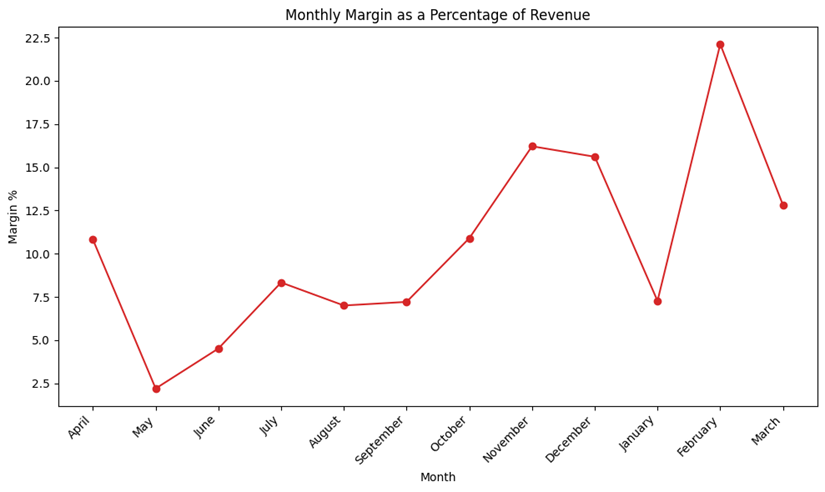 Monthly Margin as a Percentage of Revenue
Margin %
22.5
20.0
17.5
15.0
12.5
10.0
7.5
5.0
2.5
April
May
June
July
August
September
October
November
December
January
February
March
Month